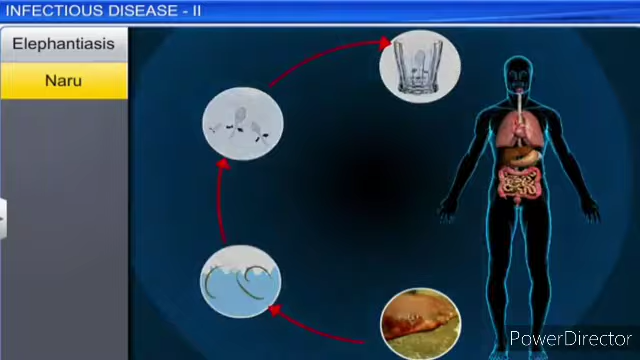 INFECTIOUS DISEASE - II
Elephantiasis
Naru
PowerDirector